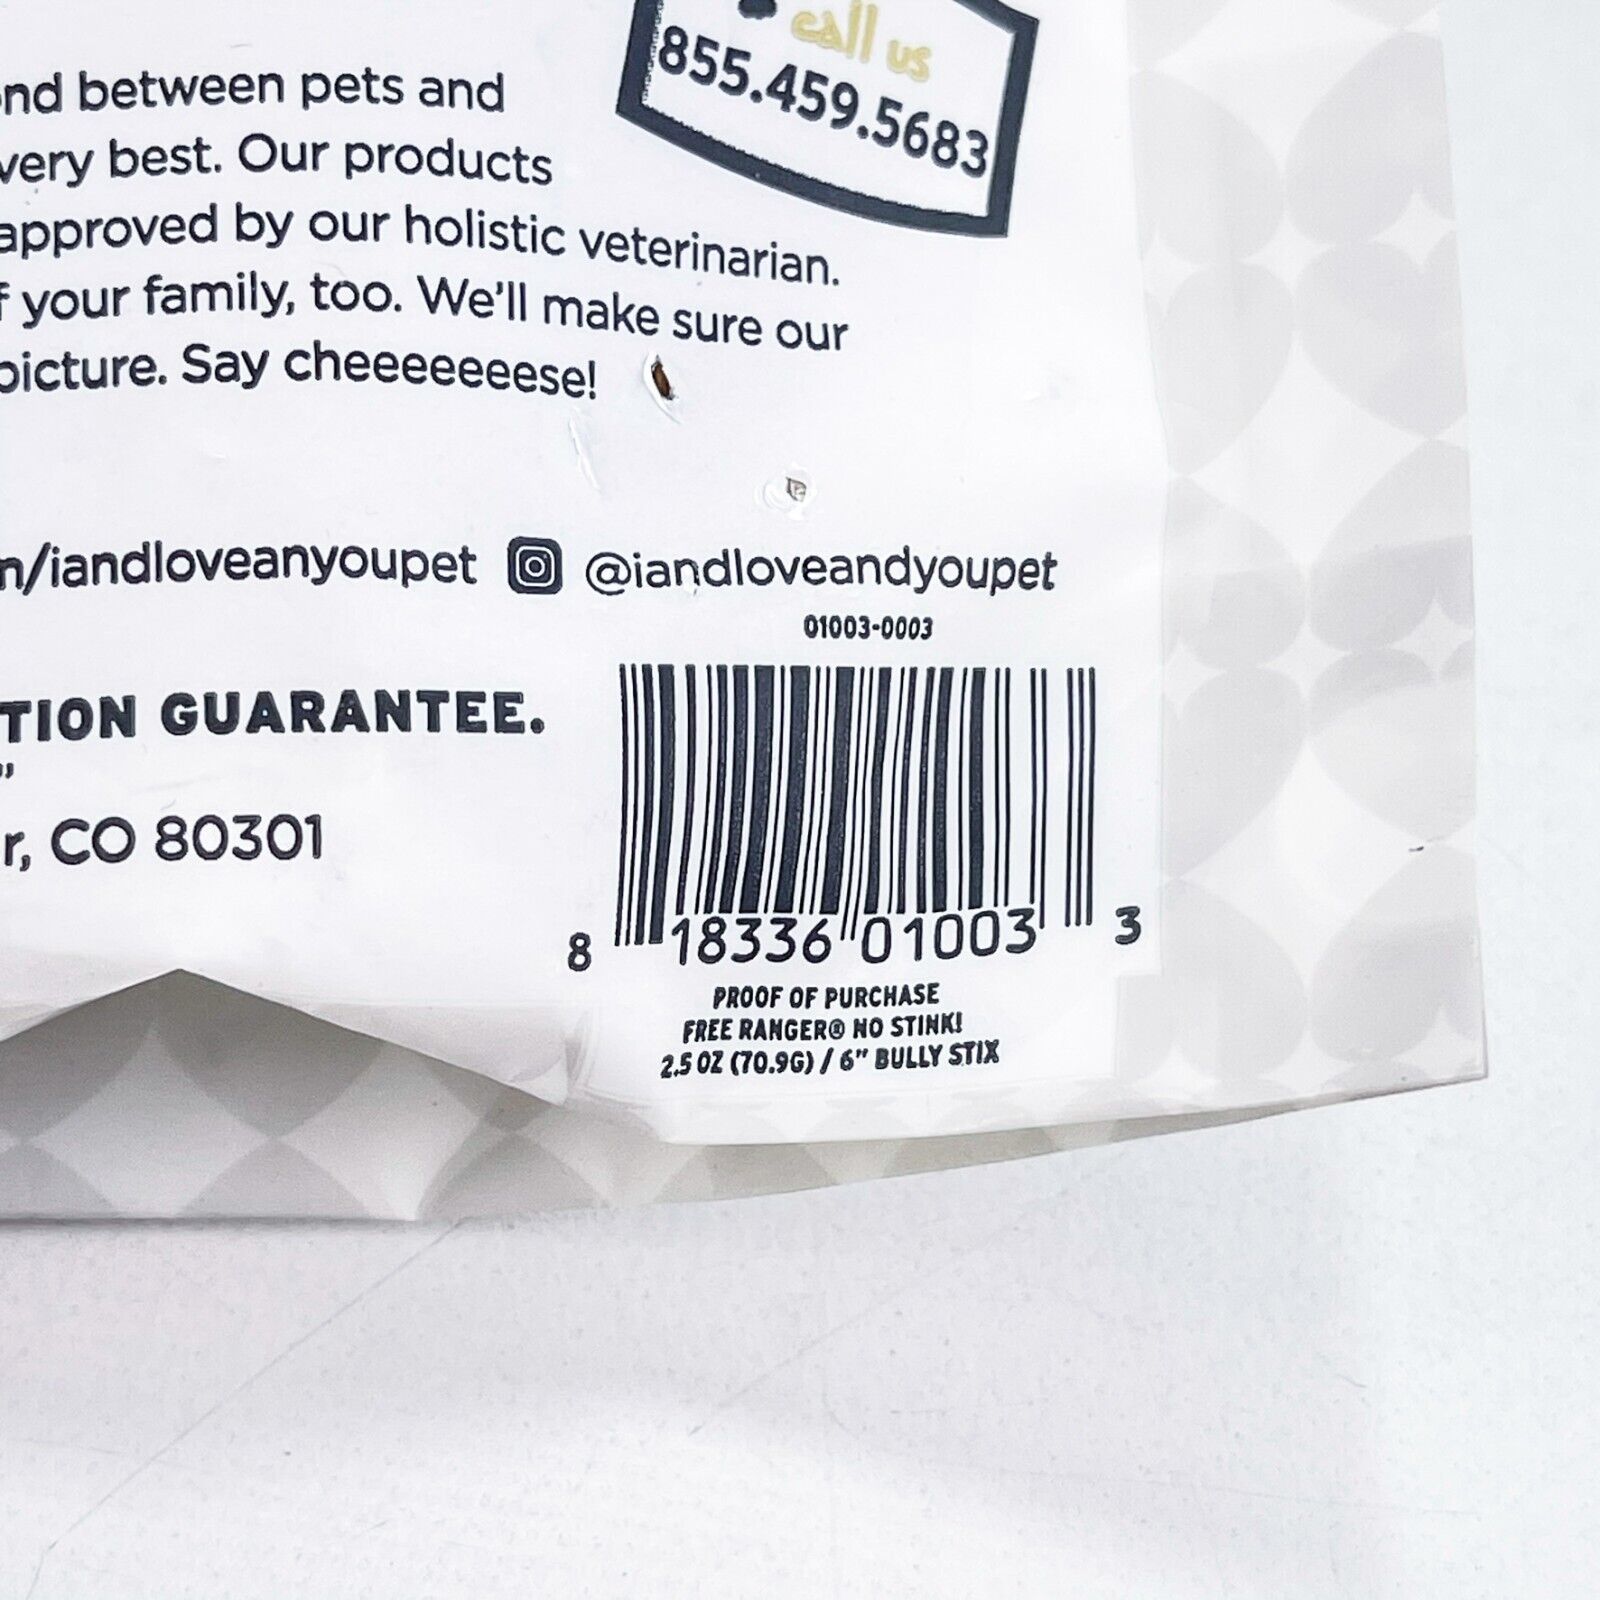 call us
855.459.5683
nd between pets and
very best. Our products
approved by our holistic veterinarian.
f your family, too. We'll make sure our
picture. Say cheeeeeeese!
/iandloveanyoupet @iandloveandyoupet
01003-0003
TION GUARANTEE.
”
r, CO 80301
8 18336 01003 3
PROOF OF PURCHASE
FREE RANGER® NO STINK!
2.5 OZ (70.9G) / 6” BULLY STIX